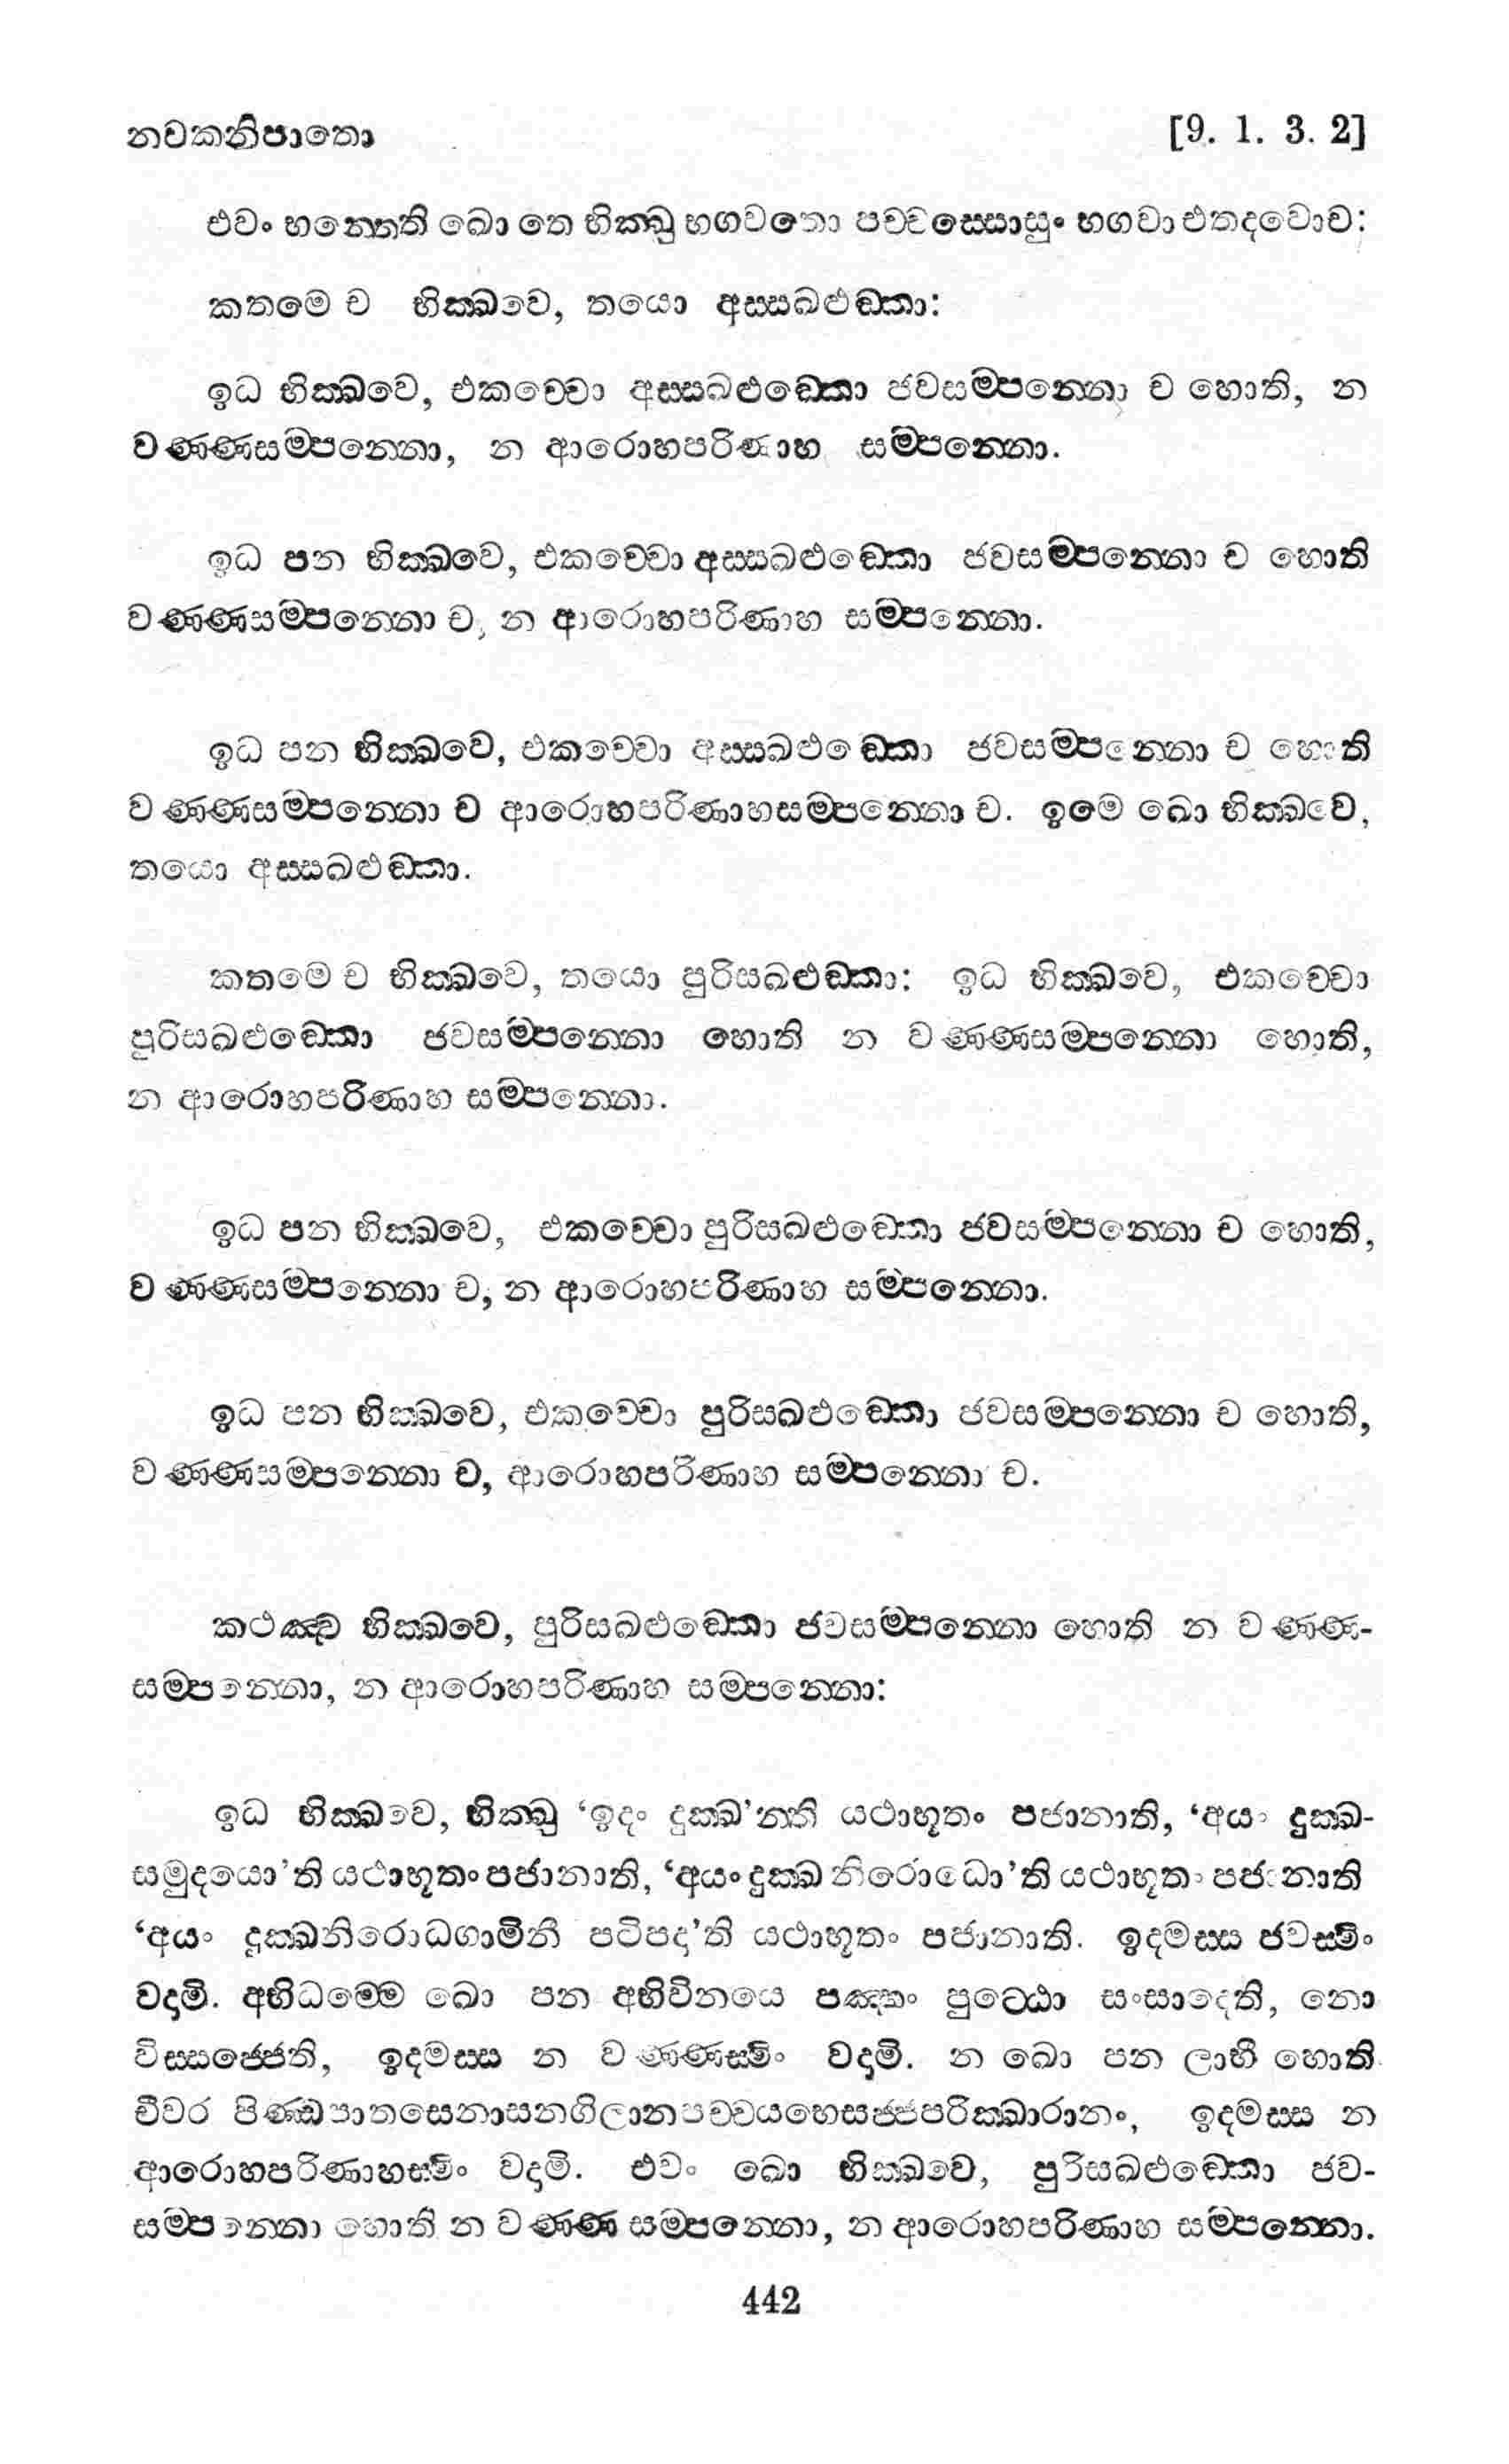 නවකනිපාතො [9. 1. 3. 2]
එවං භන්තෙති ඛො තෙ භික්ඛු භගවතො පච්චස්සොසුං භගවා එතදවොච:
කතමෙ ච භික්ඛවෙ, තයො අස්සඛළුඞ්කා:
ඉධ භික්ඛවෙ, එකච්චො අස්සඛළුඞ්කො ජවසම්පන්නො ච හොති, න
වණ්ණසම්පන්නො, න ආරොහපරිණාහ සම්පන්නො.
ඉධ පන භික්ඛවෙ, එකච්චො අස්සඛළුඞ්කො ජවසම්පන්නො ච හොති
වණ්ණසම්පන්නො ච, න ආරොහපරිණාහ සම්පන්නො.
ඉධ පන භික්ඛවෙ, එකච්චො අස්සඛළුඞ්කො ජවසම්පන්නො ච හොති
වණ්ණසම්පන්නො ච ආරොහපරිණාහසම්පන්නො ච. ඉමෙ ඛො භික්ඛවෙ,
තයො අස්සඛළුඞ්කා.
කතමෙ ච භික්ඛවෙ, තයො පුරිසඛළුඞ්කා: ඉධ භික්ඛවෙ, එකච්චො
පුරිසඛළුඞ්කො ජවසම්පන්නො හොති න වණ්ණසම්පන්නො හොති,
න ආරොහපරිණාහ සම්පන්නො.
ඉධ පන භික්ඛවෙ, එකච්චො පුරිසඛළුඞ්කො ජවසම්පන්නො ච හොති,
වණ්ණසම්පන්නො ච, න ආරොහපරිණාහ සම්පන්නො.
ඉධ පන භික්ඛවෙ, එකච්චො පුරිසඛළුඞ්කො ජවසම්පන්නො ච හොති,
වණ්ණසම්පන්නො ච, ආරොහපරිණාහ සම්පන්නො ච.
කථඤ්ච භික්ඛවෙ, පුරිසඛළුඞ්කො ජවසම්පන්නො හොති න වණ්ණ-
සම්පන්නො, න ආරොහපරිණාහ සම්පන්නො:
ඉධ භික්ඛවෙ, භික්ඛු ‘ඉදං දුක්ඛ’න්ති යථාභූතං පජානාති, ‘අයං දුක්ඛ-
සමුදයො’ති යථාභූතං පජානාති, ‘අයං දුක්ඛ නිරොධො’ති යථාභූතං පජානාති
‘අයං දුක්ඛනිරොධගාමිනී පටිපදා’ති යථාභූතං පජානාති. ඉදමස්ස ජවස්මිං
වදාමි. අභිධම්මෙ ඛො පන අභිවිනයෙ පඤ්හං පුට්ඨො සංසාදෙති, නො
විස්සජ්ජෙති, ඉදමස්ස න වණ්ණස්මිං වදාමි. න ඛො පන ලාභී හොති
චීවර පිණ්ඩපාතසෙනාසනගිලානපච්චයභෙසජ්ජපරික්ඛාරානං, ඉදමස්ස න
ආරොහපරිණාහස්මිං වදාමි. එවං ඛො භික්ඛවෙ, පුරිසඛළුඞ්කො ජව-
සම්පන්නො හොති න වණ්ණ සම්පන්නො, න ආරොහපරිණාහ සම්පන්නො.
442